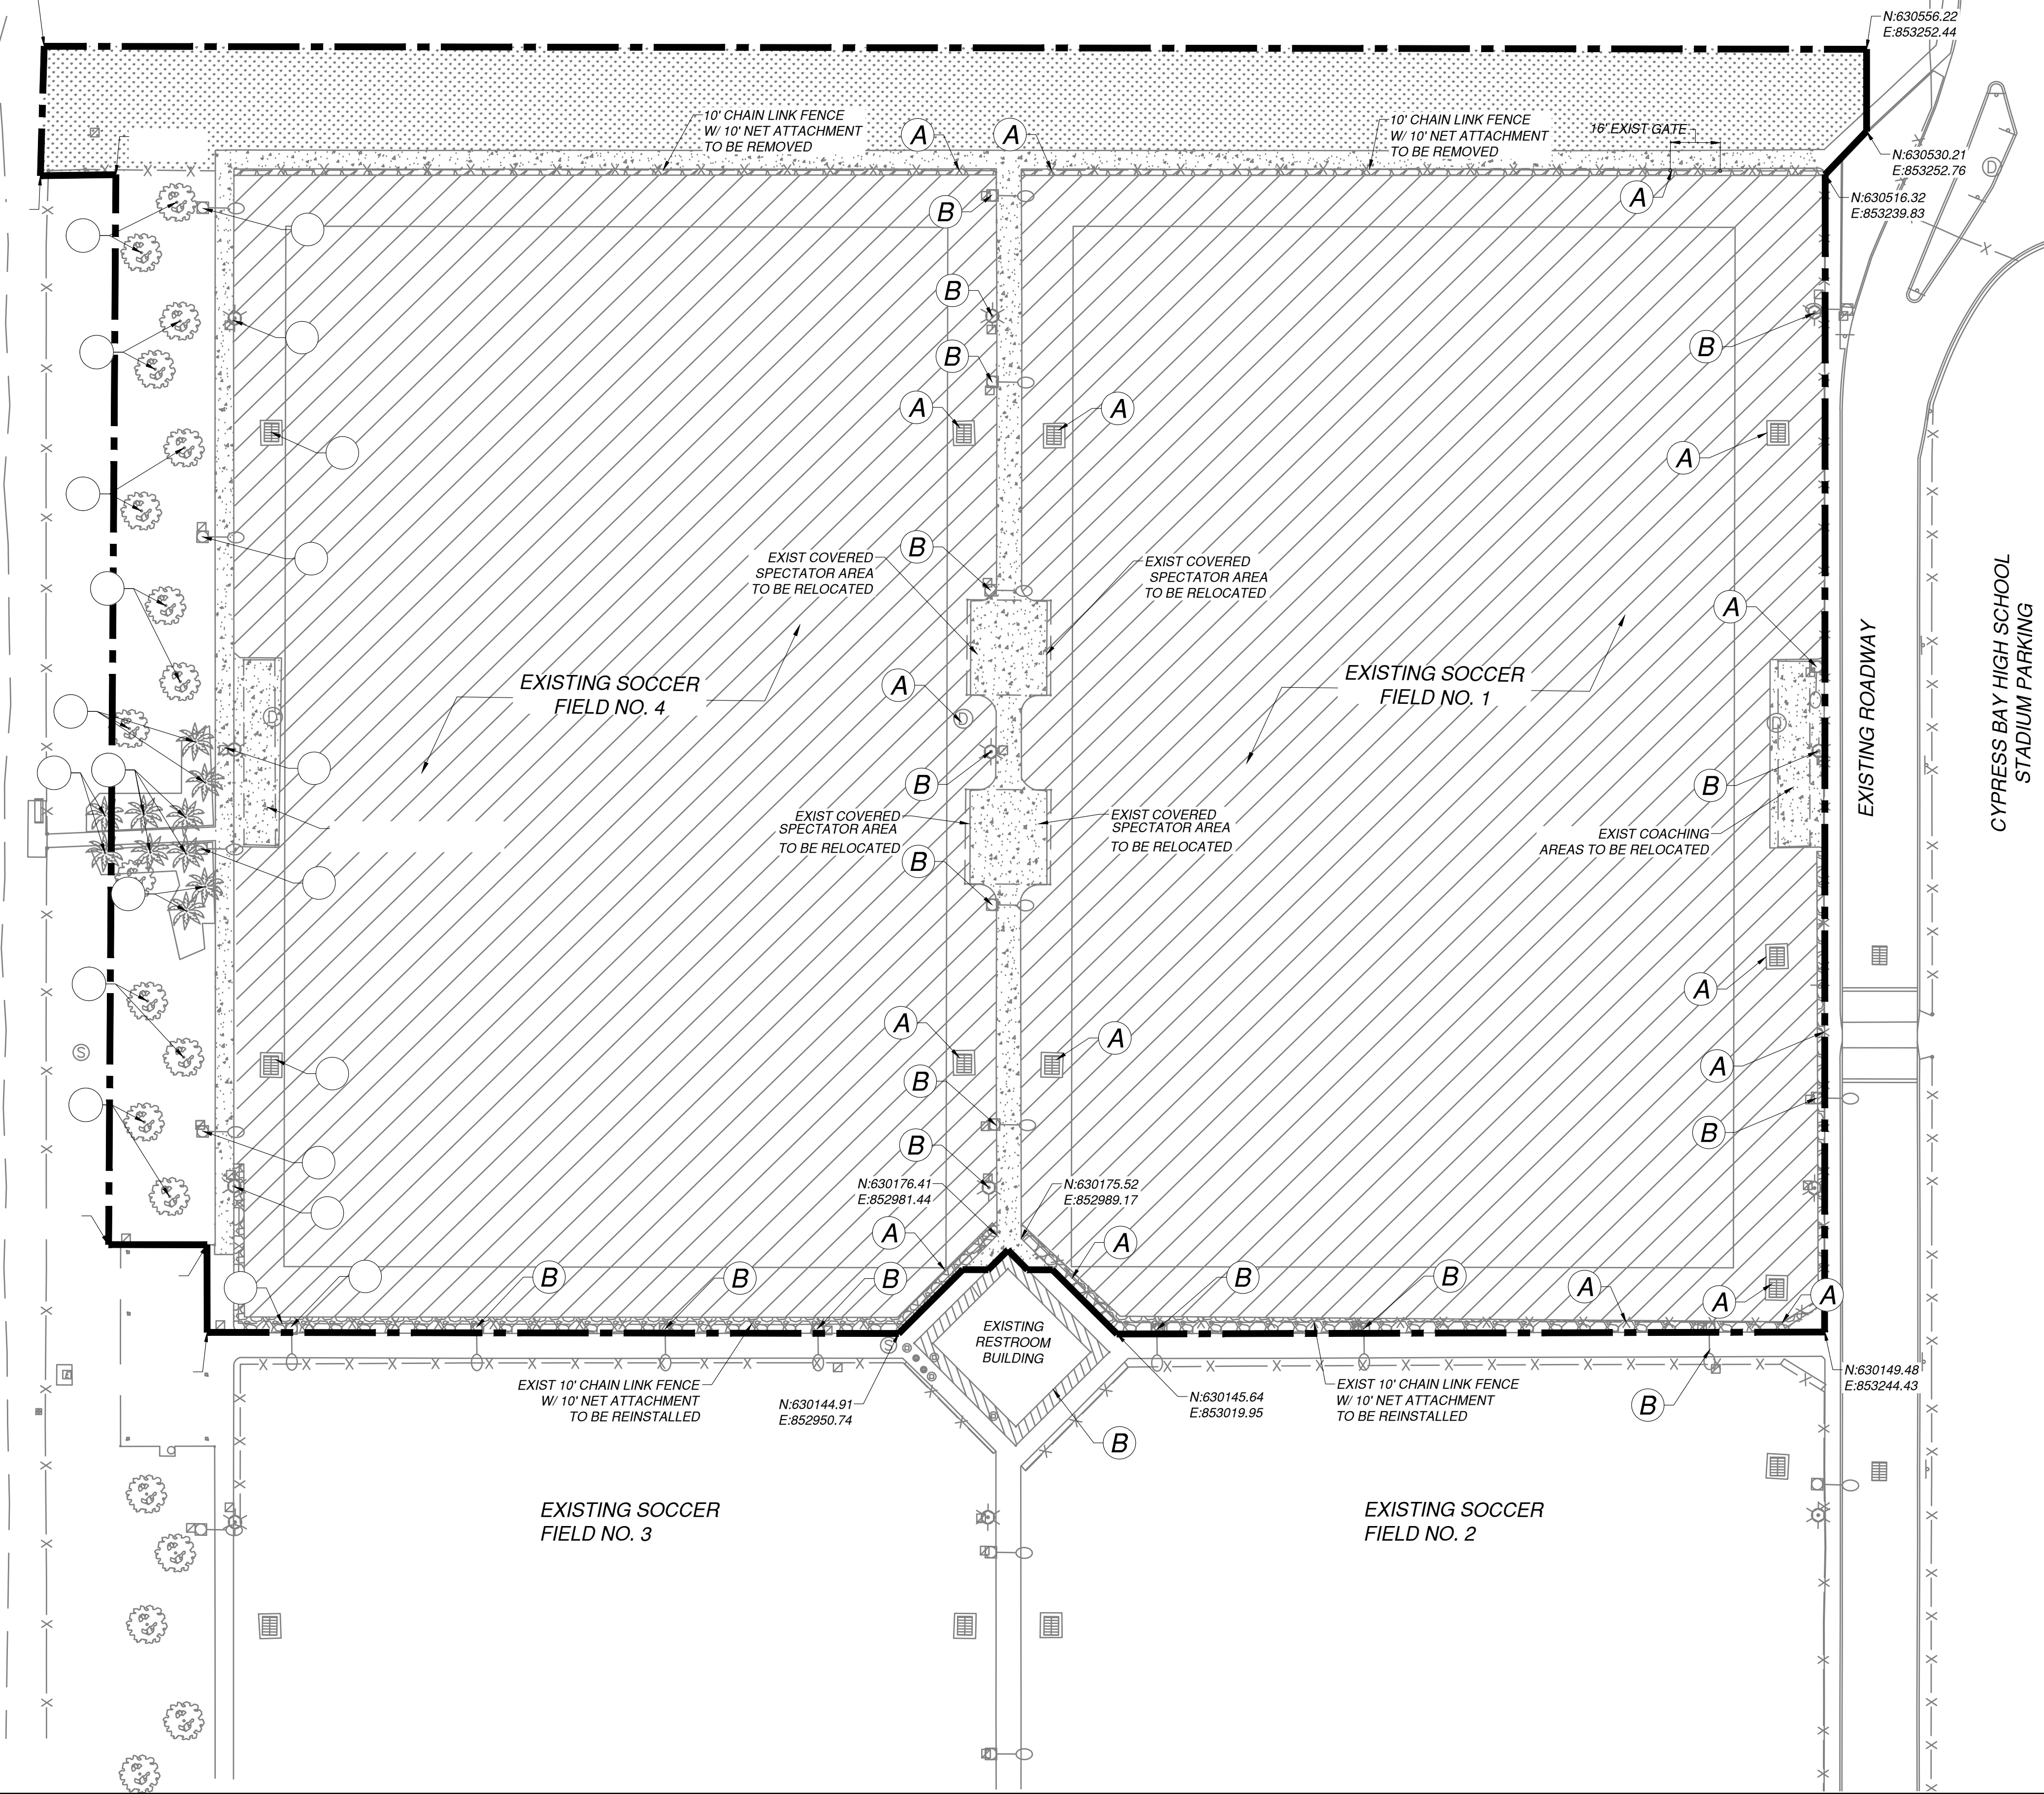 N:630556.22
E:853252.44
10' CHAIN LINK FENCE
W/ 10' NET ATTACHMENT
TO BE REMOVED
A
A
10' CHAIN LINK FENCE
W/ 10' NET ATTACHMENT
TO BE REMOVED
16' EXIST GATE
N:630530.21
E:853252.76
D
A
N:630516.32
E:853239.83
B
B
B
B
A
A
A
B
EXIST COVERED
SPECTATOR AREA
TO BE RELOCATED
EXIST COVERED
SPECTATOR AREA
TO BE RELOCATED
A
EXISTING SOCCER
FIELD NO. 4
A
D
EXISTING SOCCER
FIELD NO. 1
D
D
EXISTING ROADWAY
CYPRESS BAY HIGH SCHOOL
STADIUM PARKING
B
B
EXIST COVERED
SPECTATOR AREA
TO BE RELOCATED
EXIST COVERED
SPECTATOR AREA
TO BE RELOCATED
EXIST COACHING
AREAS TO BE RELOCATED
B
A
A
A
S
A
B
B
B
N:630176.41
E:852981.44
N:630175.52
E:852989.17
A
A
B
B
B
B
B
A
A
A
EXISTING
RESTROOM
BUILDING
S
EXIST 10' CHAIN LINK FENCE
W/ 10' NET ATTACHMENT
TO BE REINSTALLED
N:630144.91
E:852950.74
N:630145.64
E:853019.95
EXIST 10' CHAIN LINK FENCE
W/ 10' NET ATTACHMENT
TO BE REINSTALLED
N:630149.48
E:853244.43
B
B
EXISTING SOCCER
FIELD NO. 3
EXISTING SOCCER
FIELD NO. 2